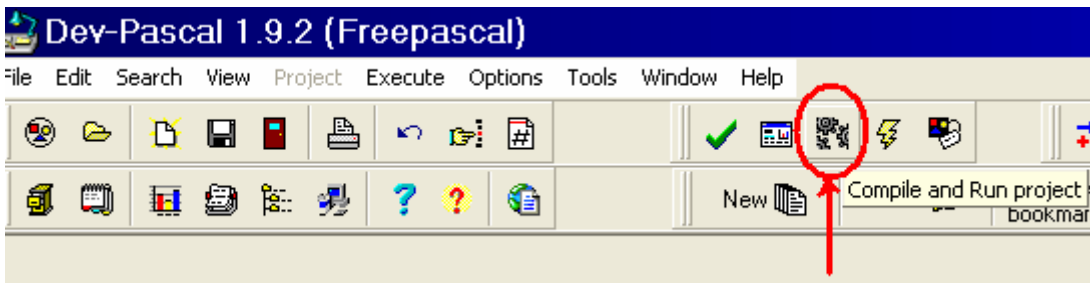 Dev-Pascal 1.9.2 (Freepascal)
File Edit Search View Project Execute Options Tools Window Help
New
Compile and Run project
bookmar